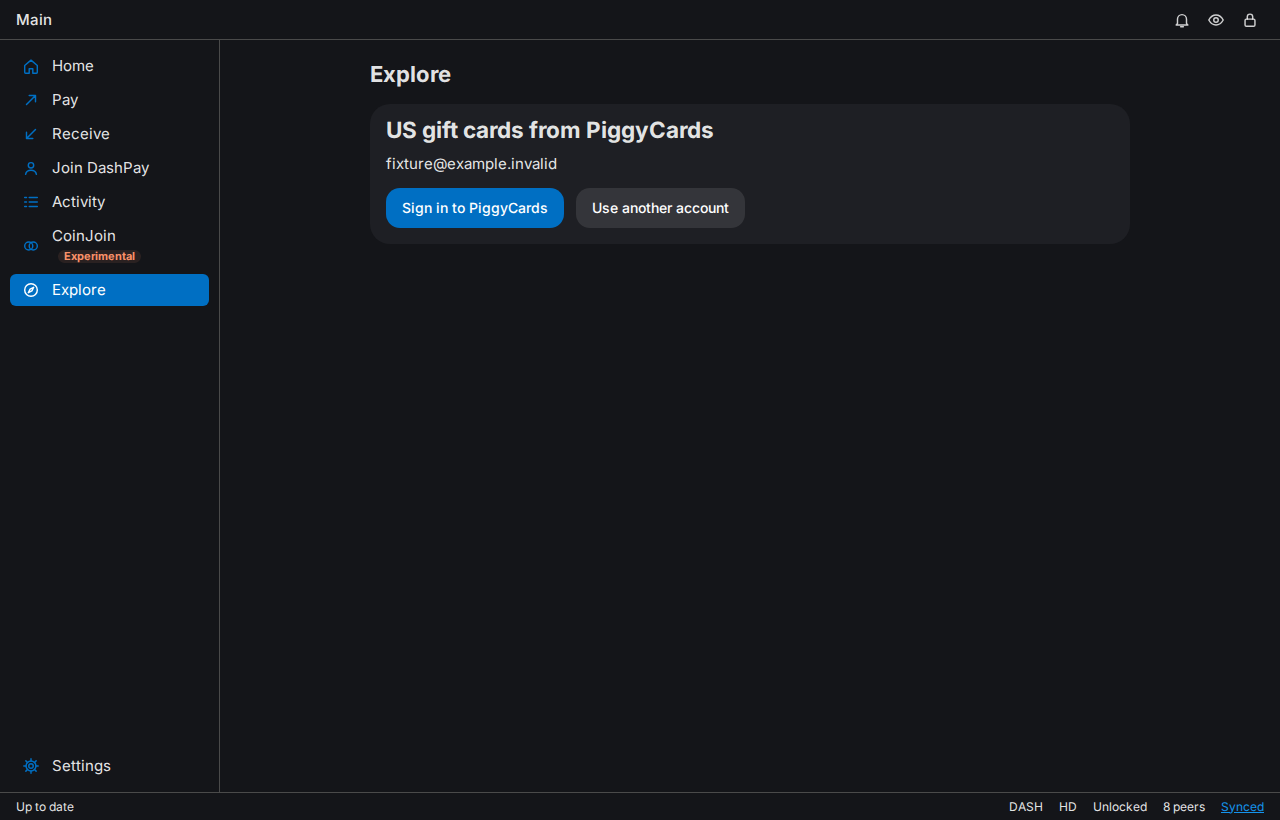 Main
Home
Pay
Receive
Join DashPay
Activity
CoinJoin
Experimental
Explore
Settings
Explore
US gift cards from PiggyCards
fixture@example.invalid
Sign in to PiggyCards
Use another account
Up to date
DASH HD Unlocked 8 peers Synced